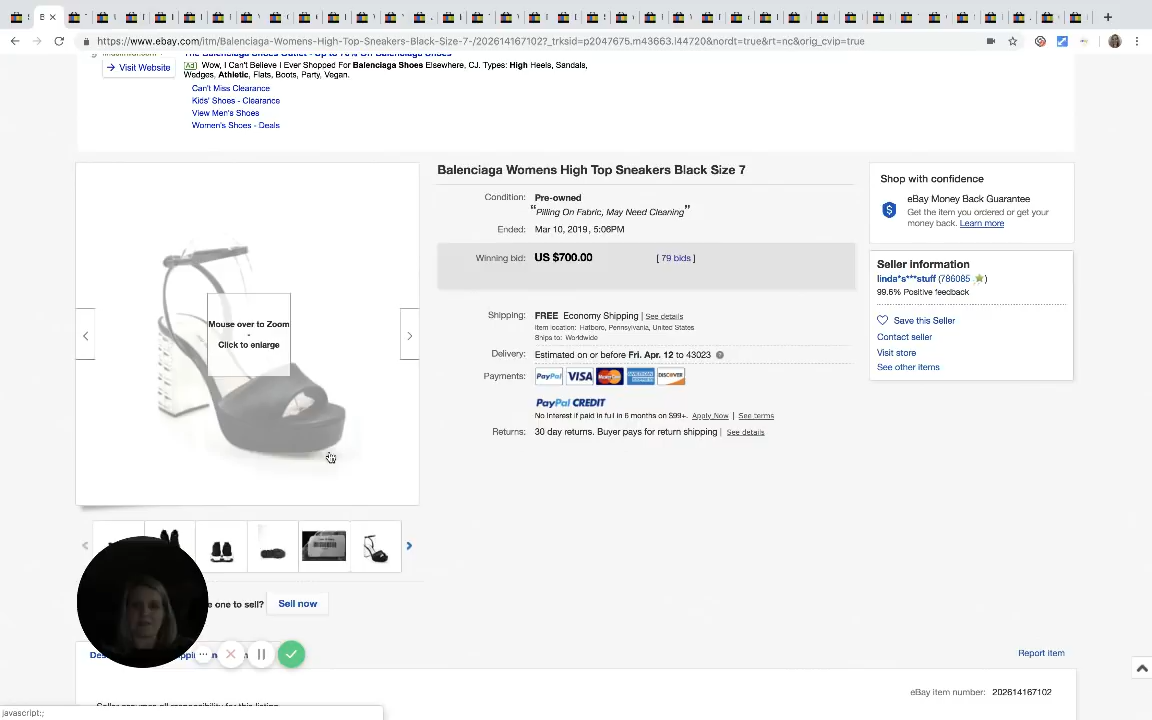 https://www.ebay.com/itm/Balenciaga-Womens-High-Top-Sneakers-Black-Size-7-/202614167102?_trksid=p2047675.m43663.l44720&nordt=true&rt=nc&orig_cvip=true
→ Visit Website
Ad Wow, I Can't Believe I Ever Shopped For Balenciaga Shoes Elsewhere, CJ. Types: High Heels, Sandals,
Wedges, Athletic, Flats, Boots, Party, Vegan.
Can't Miss Clearance
Kids' Shoes - Clearance
View Men's Shoes
Women's Shoes - Deals
Mouse over to Zoom
-
Click to enlarge
Balenciaga Womens High Top Sneakers Black Size 7
Condition: Pre-owned
"Pilling On Fabric, May Need Cleaning"
Ended: Mar 10, 2019, 5:06PM
Winning bid: US $700.00 [ 79 bids ]
Shipping: FREE Economy Shipping | See details
Item location: Hatboro, Pennsylvania, United States
Ships to: Worldwide
Delivery: Estimated on or before Fri. Apr. 12 to 43023
Payments: PayPal VISA MasterCard AMERICAN EXPRESS DISCOVER
PayPal CREDIT
No interest if paid in full in 6 months on $99+. Apply Now | See terms
Returns: 30 day returns. Buyer pays for return shipping | See details
Shop with confidence
eBay Money Back Guarantee
Get the item you ordered or get your
money back. Learn more
Seller information
linda*s***stuff (786085)
99.6% Positive feedback
Save this Seller
Contact seller
Visit store
See other items
e one to sell? Sell now
Report item
eBay item number: 202614167102
javascript:;